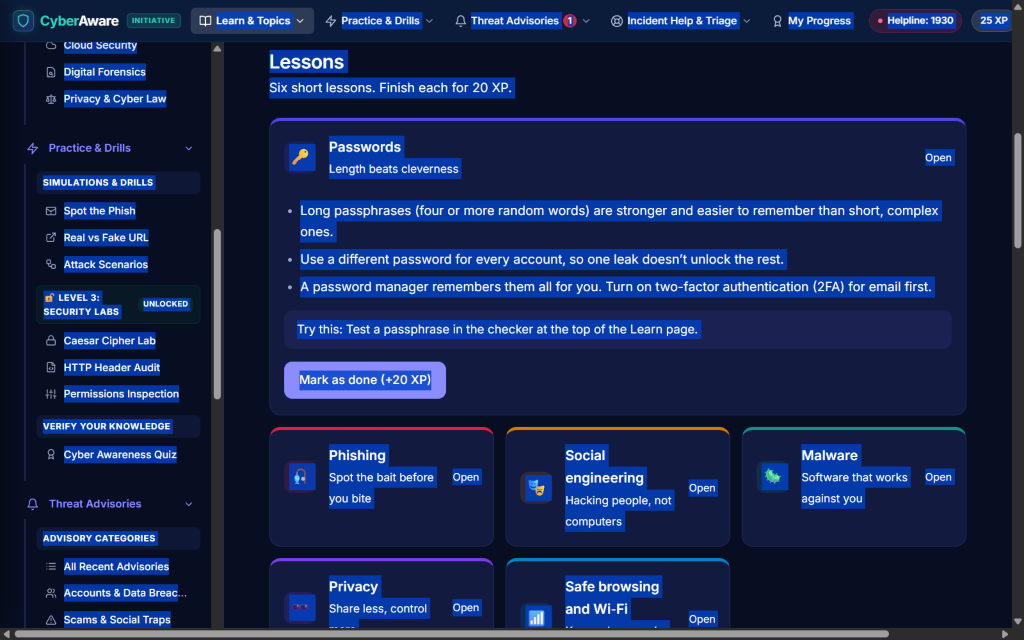 CyberAware INITIATIVE Learn & Topics Practice & Drills Threat Advisories 1 Incident Help & Triage My Progress Helpline: 1930 25 XP
Cloud Security
Digital Forensics
Privacy & Cyber Law
Practice & Drills
SIMULATIONS & DRILLS
Spot the Phish
Real vs Fake URL
Attack Scenarios
LEVEL 3:
SECURITY LABS
UNLOCKED
Caesar Cipher Lab
HTTP Header Audit
Permissions Inspection
VERIFY YOUR KNOWLEDGE
Cyber Awareness Quiz
Threat Advisories
ADVISORY CATEGORIES
All Recent Advisories
Accounts & Data Breac...
Scams & Social Traps
Lessons
Six short lessons. Finish each for 20 XP.
Passwords
Length beats cleverness
Open
Long passphrases (four or more random words) are stronger and easier to remember than short, complex
ones.
Use a different password for every account, so one leak doesn’t unlock the rest.
A password manager remembers them all for you. Turn on two-factor authentication (2FA) for email first.
Try this: Test a passphrase in the checker at the top of the Learn page.
Mark as done (+20 XP)
Phishing
Spot the bait before
you bite
Open
Social
engineering
Hacking people, not
computers
Open
Malware
Software that works
against you
Open
Privacy
Share less, control
Open
Safe browsing
and Wi-Fi
Open